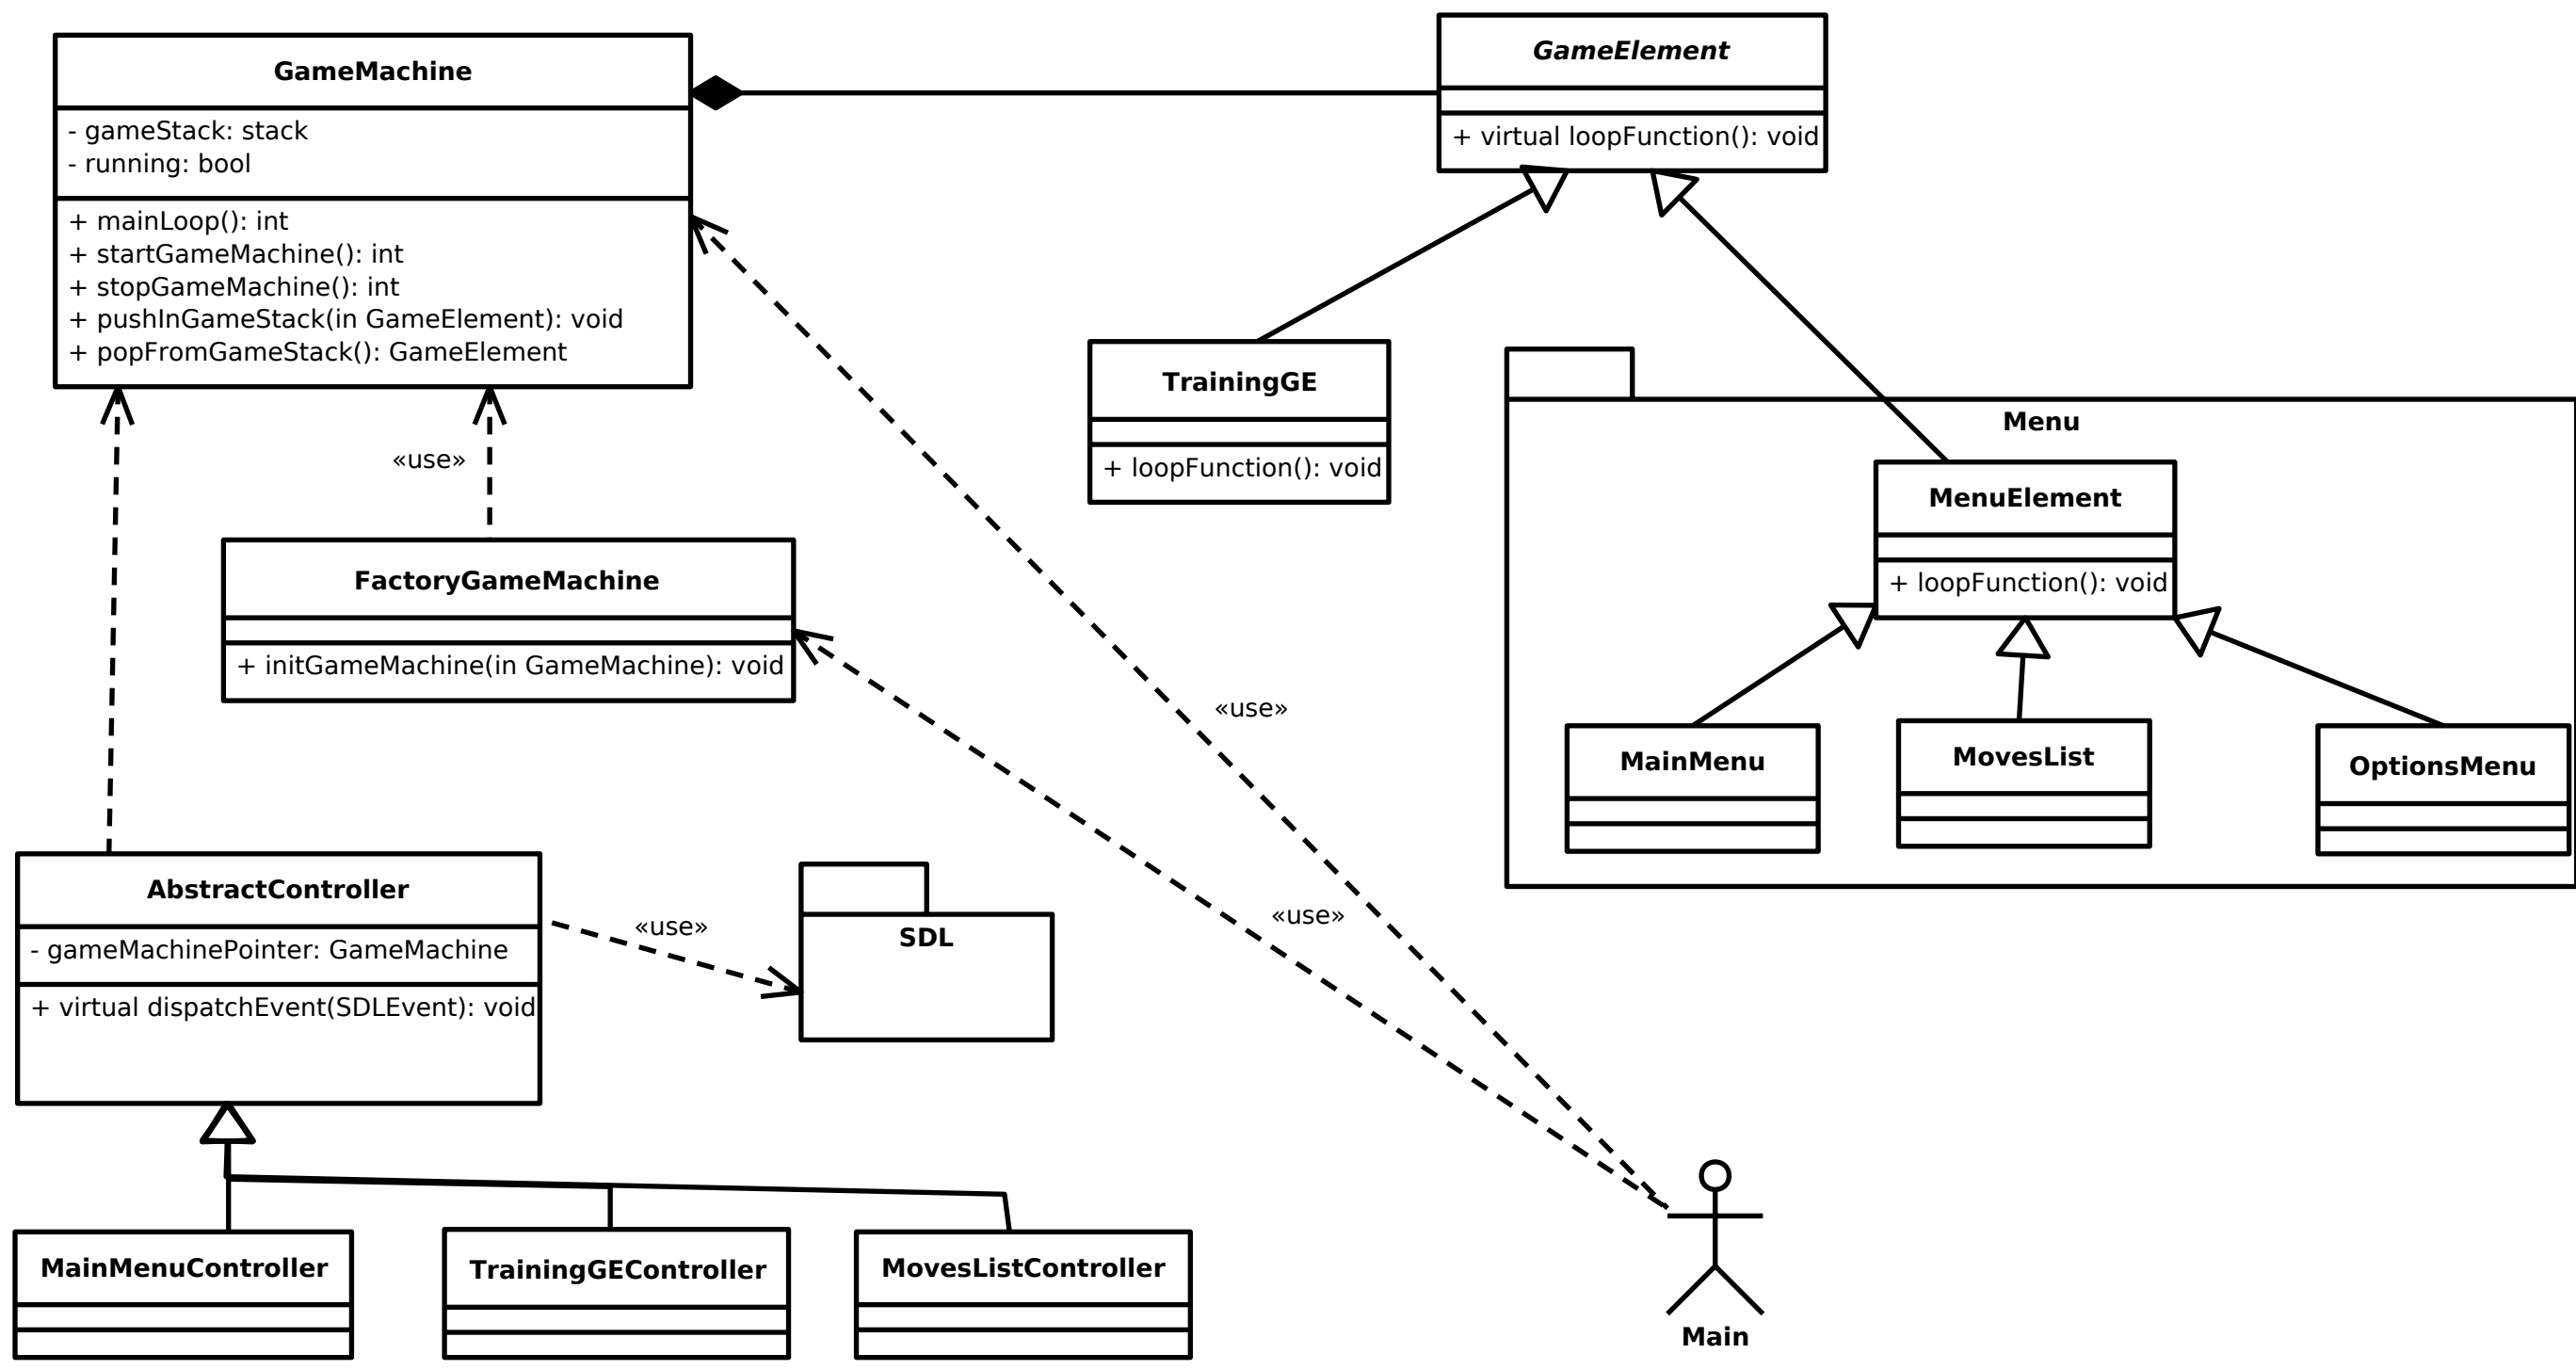 GameMachine
- gameStack: stack
- running: bool
+ mainLoop(): int
+ startGameMachine(): int
+ stopGameMachine(): int
+ pushInGameStack(in GameElement): void
+ popFromGameStack(): GameElement
GameElement
+ virtual loopFunction(): void
TrainingGE
+ loopFunction(): void
Menu
MenuElement
+ loopFunction(): void
MainMenu
MovesList
OptionsMenu
«use»
FactoryGameMachine
+ initGameMachine(in GameMachine): void
«use»
«use»
AbstractController
- gameMachinePointer: GameMachine
+ virtual dispatchEvent(SDLEvent): void
«use»
SDL
MainMenuController
TrainingGEController
MovesListController
Main